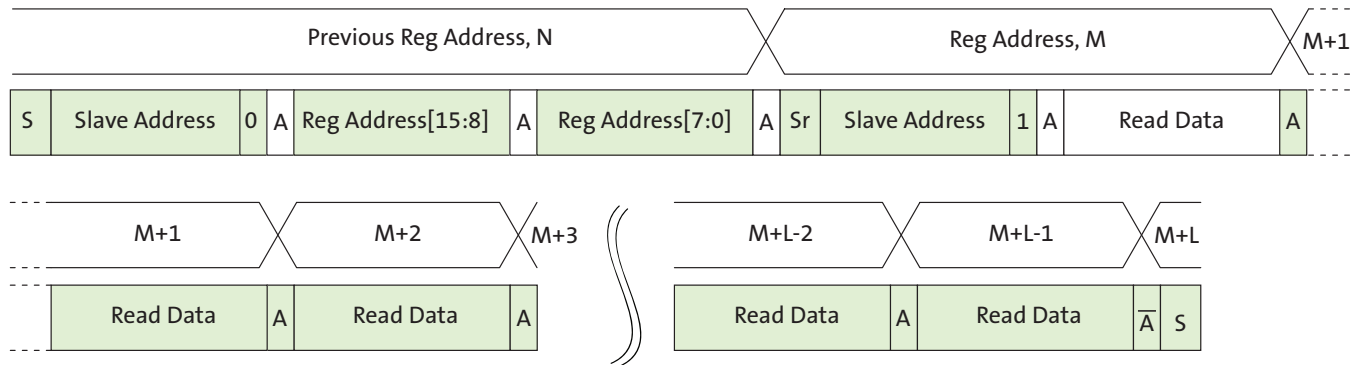 Previous Reg Address, N Reg Address, M M+1
S Slave Address 0 A Reg Address[15:8] A Reg Address[7:0] A Sr Slave Address 1 A Read Data A
M+1 M+2 M+3 M+L-2 M+L-1 M+L
Read Data A Read Data A Read Data A Read Data A̅ S